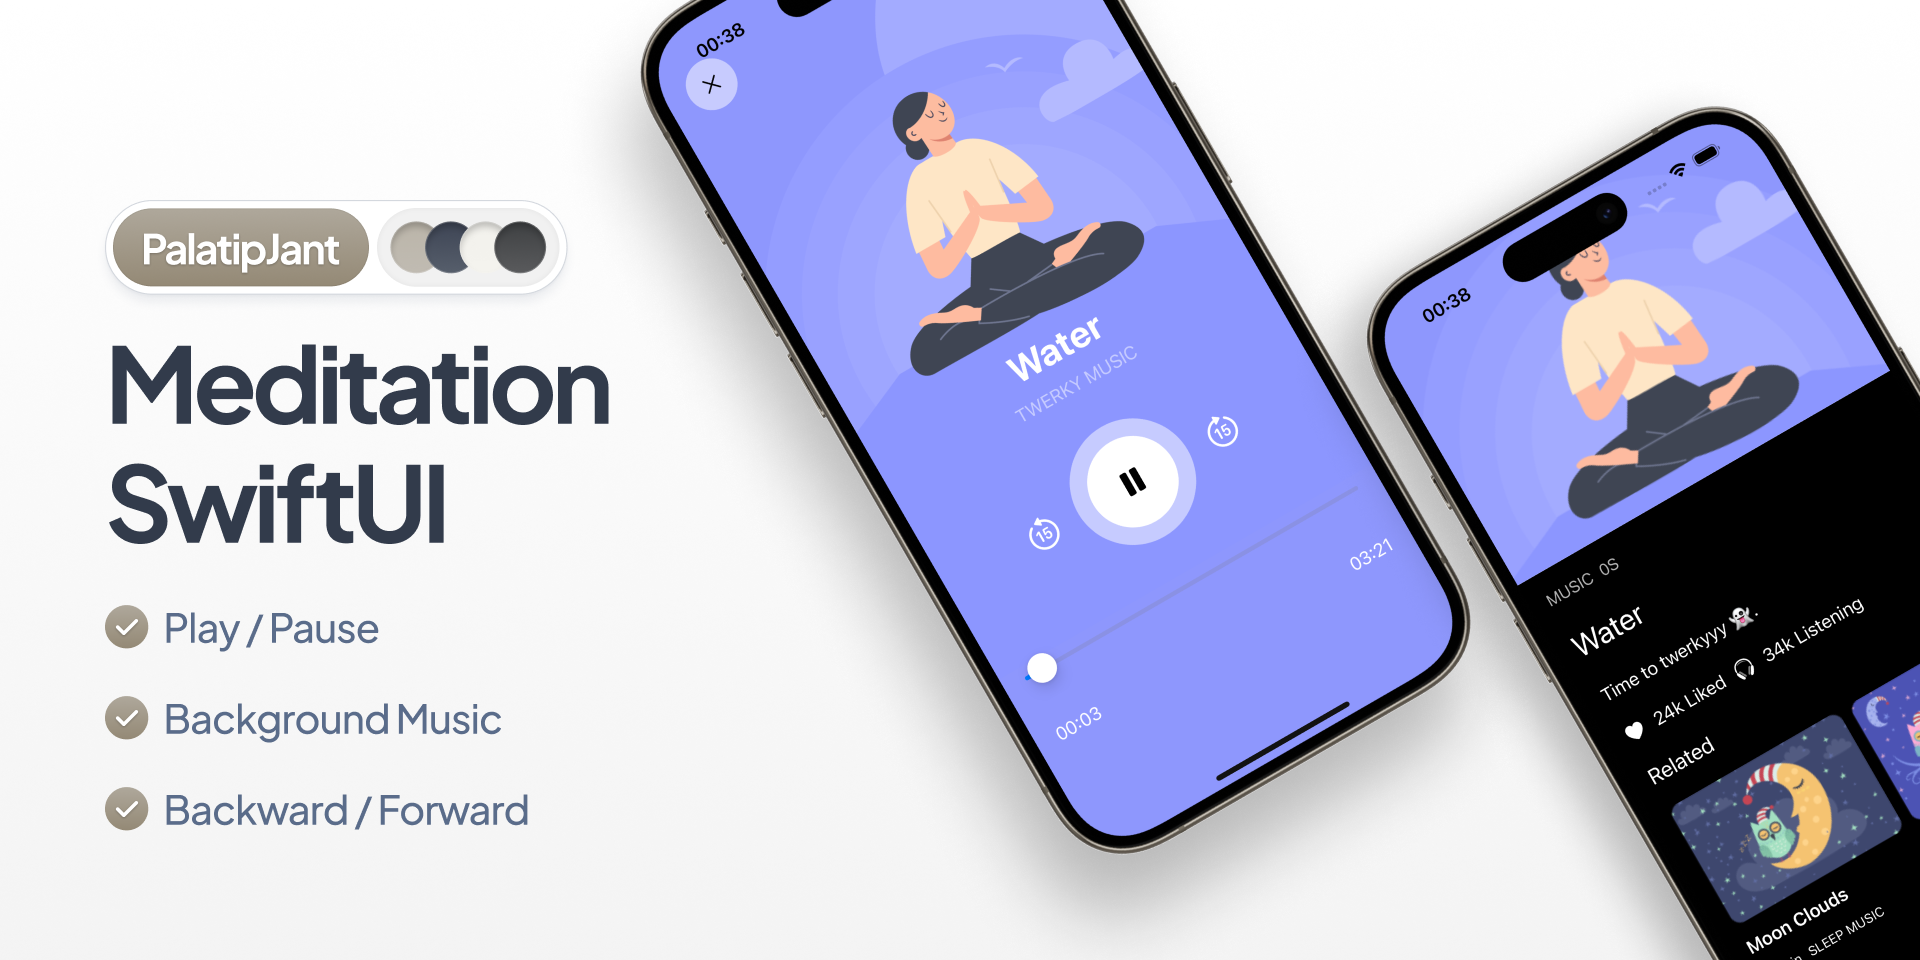 PalatipJant
Meditation
SwiftUI
Play / Pause
Background Music
Backward / Forward
00:38
Water
TWERKY MUSIC
15
15
03:21
00:03
00:38
MUSIC 0S
Water
Time to twerkyyy 👻.
24k Liked 34k Listening
Related
Moon Clouds
SLEEP MUSIC